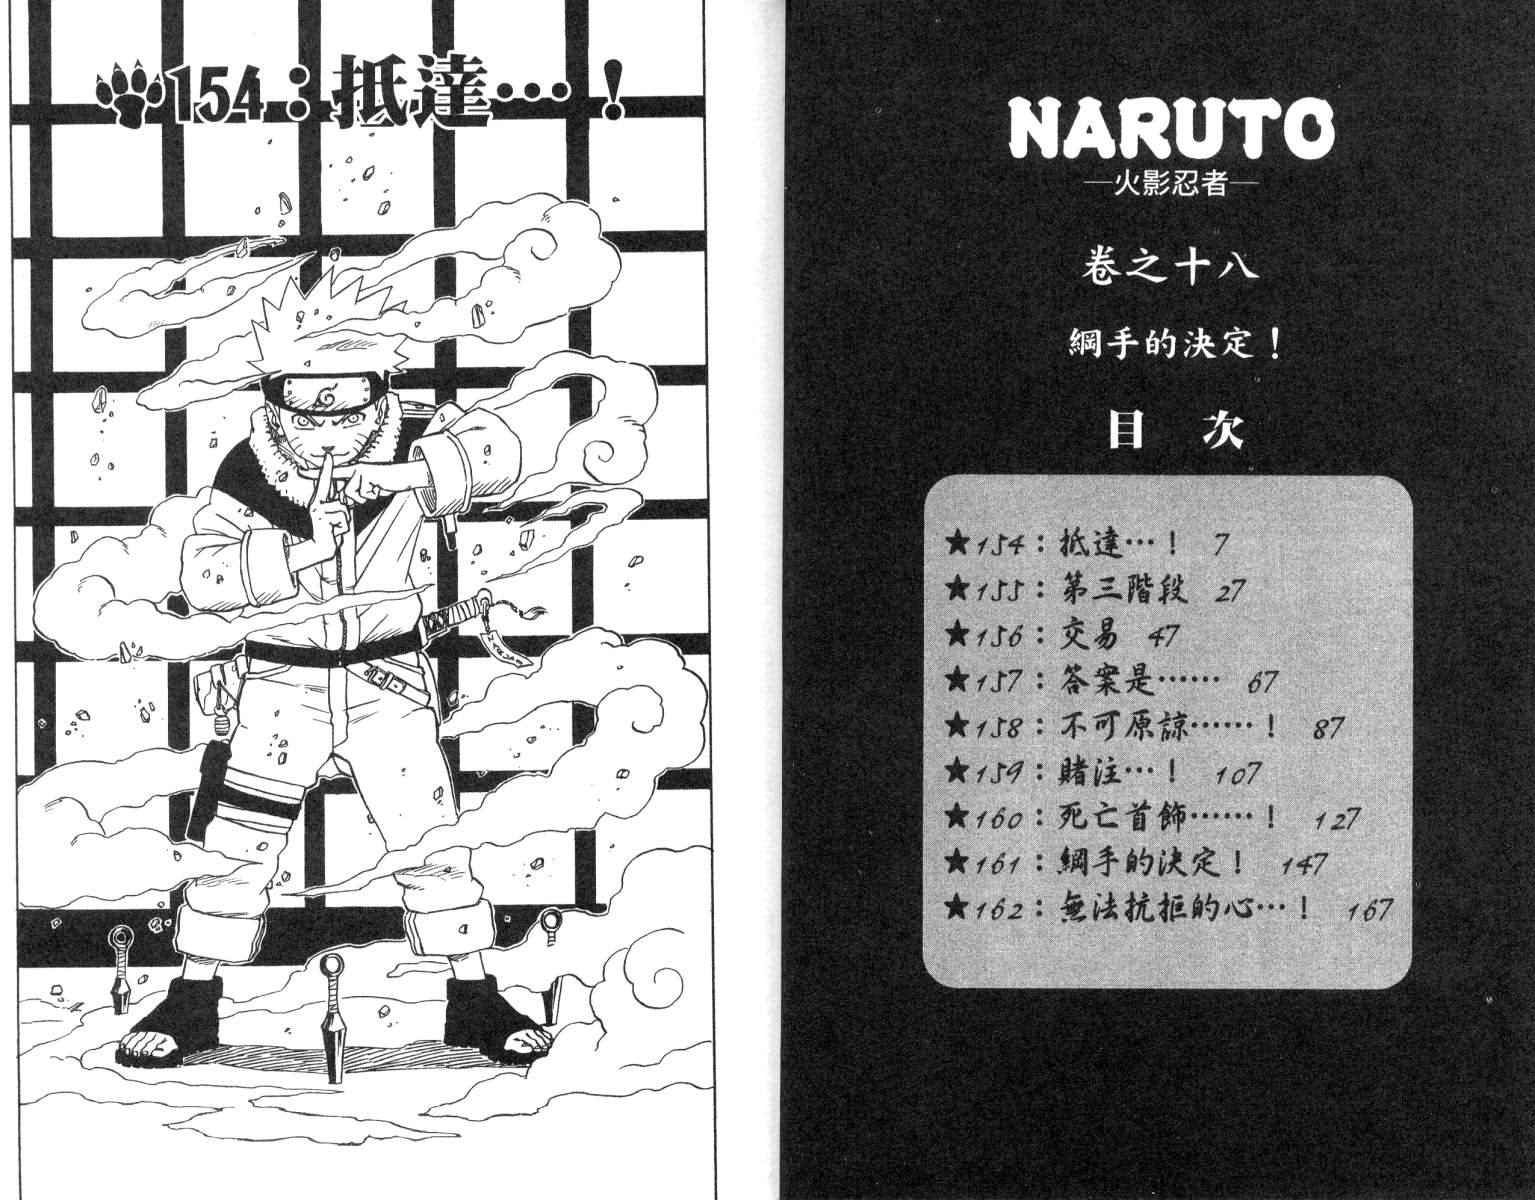 NARUTO
—火影忍者—
卷之十八
綱手的決定！
目 次
★154：抵達…！ 7
★155：第三階段 27
★156：交易 47
★157：答案是…… 67
★158：不可原諒……！ 87
★159：賭注…！ 107
★160：死亡首飾……！ 127
★161：綱手的決定！ 147
★162：無法抗拒的心…！ 167
154：抵達…！